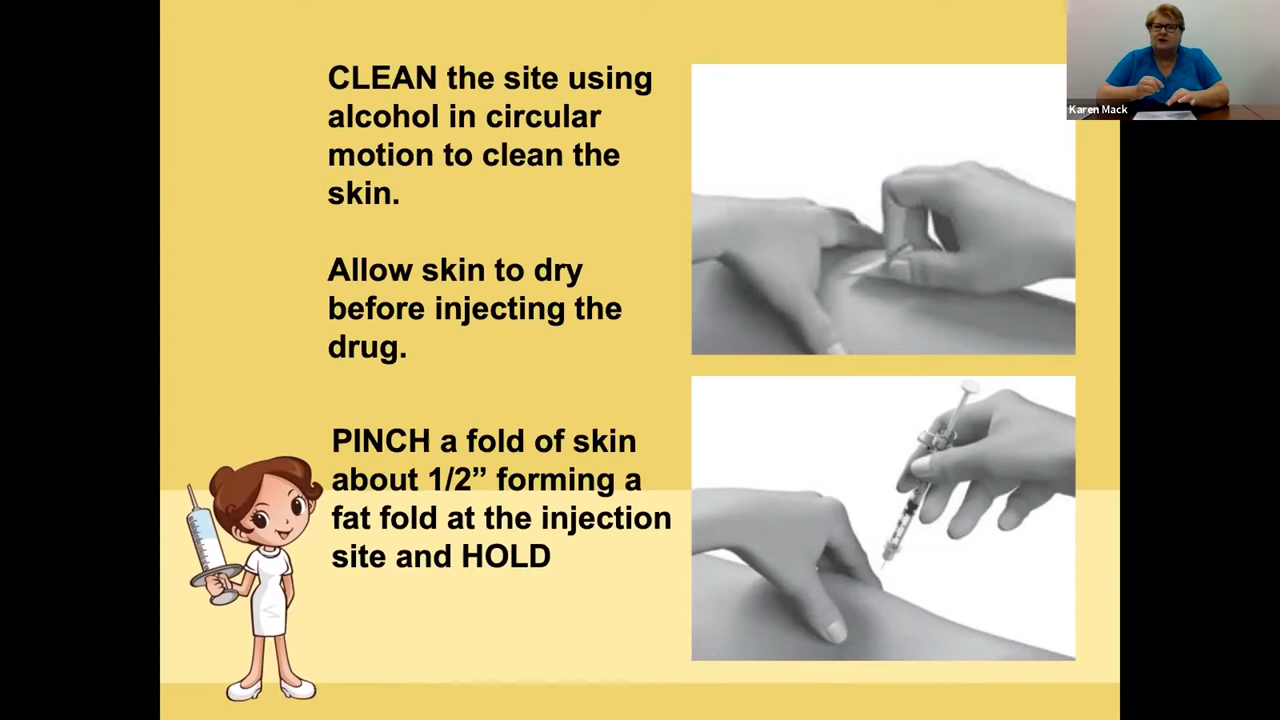 CLEAN the site using
alcohol in circular
motion to clean the
skin.
Allow skin to dry
before injecting the
drug.
PINCH a fold of skin
about 1/2” forming a
fat fold at the injection
site and HOLD
Karen Mack